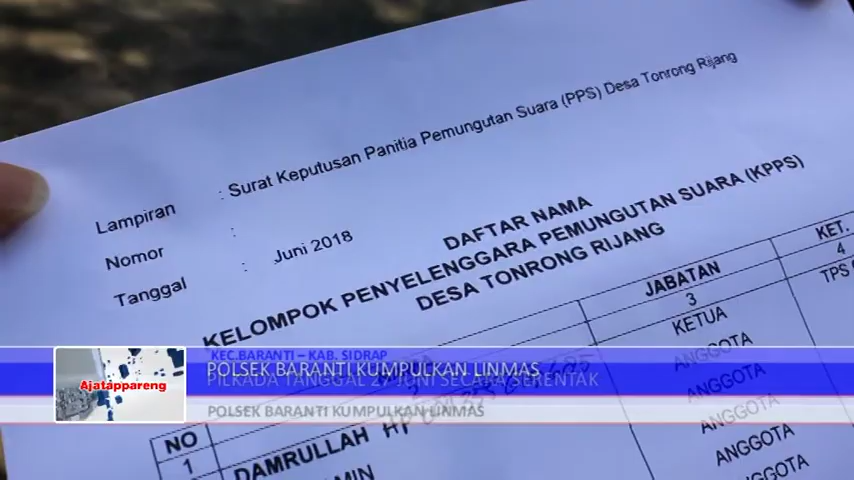 Lampiran : Surat Keputusan Panitia Pemungutan Suara (PPS) Desa Tonrong Rijang
Nomor :
Tanggal : Juni 2018
DAFTAR NAMA
KELOMPOK PENYELENGGARA PEMUNGUTAN SUARA (KPPS)
DESA TONRONG RIJANG
JABATAN KET.
3 4
KETUA TPS
ANGGOTA
ANGGOTA
ANGGOTA
ANGGOTA
ANGGOTA
NO
1 DAMRULLAH HP
Ajatappareng
KEC.BARANTI – KAB. SIDRAP
POLSEK BARANTI KUMPULKAN LINMAS
PILKADA TANGGAL 27 JUNI SECARA SERENTAK
POLSEK BARANTI KUMPULKAN LINMAS